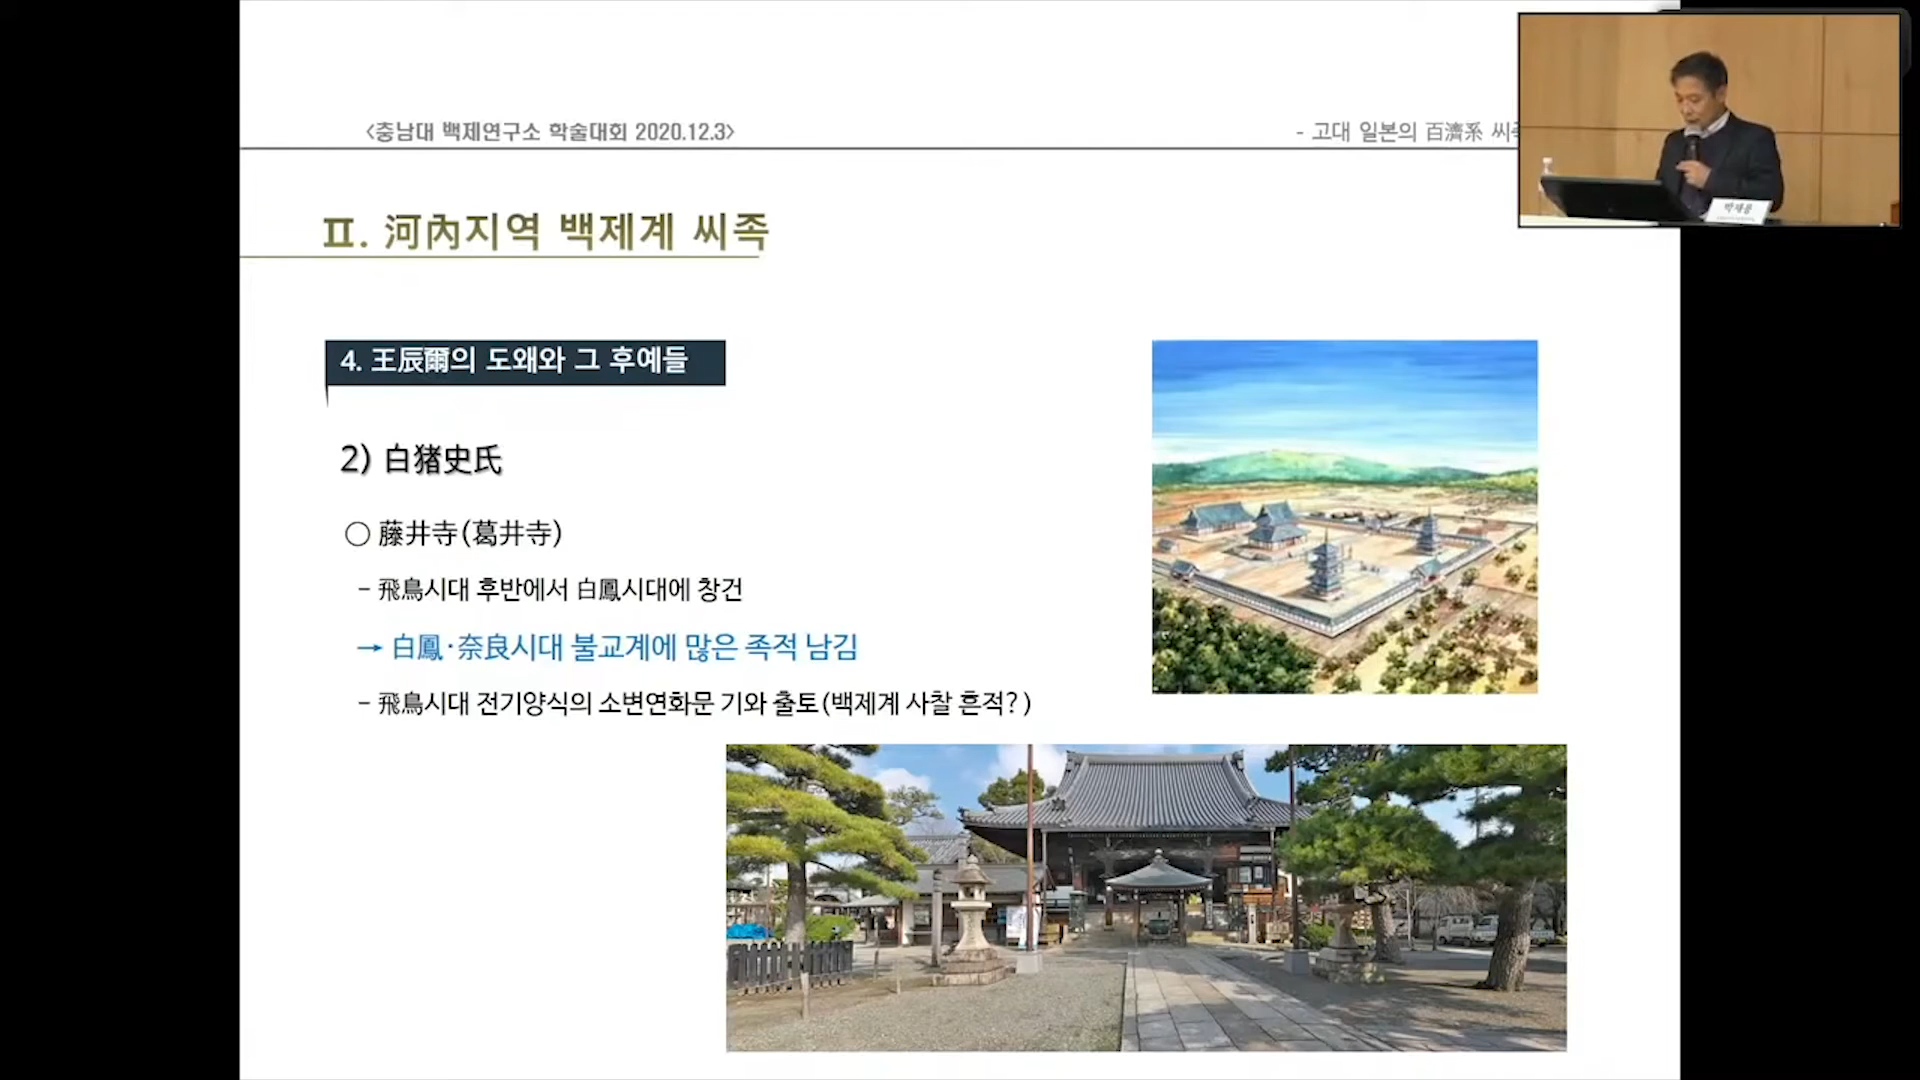 <충남대 백제연구소 학술대회 2020.12.3>
- 고대 일본의 百濟系 씨족
Ⅱ. 河內지역 백제계 씨족
4. 王辰爾의 도왜와 그 후예들
2) 白猪史氏
○ 藤井寺(葛井寺)
- 飛鳥시대 후반에서 白鳳시대에 창건
→ 白鳳·奈良시대 불교계에 많은 족적 남김
- 飛鳥시대 전기양식의 소변연화문 기와 출토(백제계 사찰 흔적?)
박재용